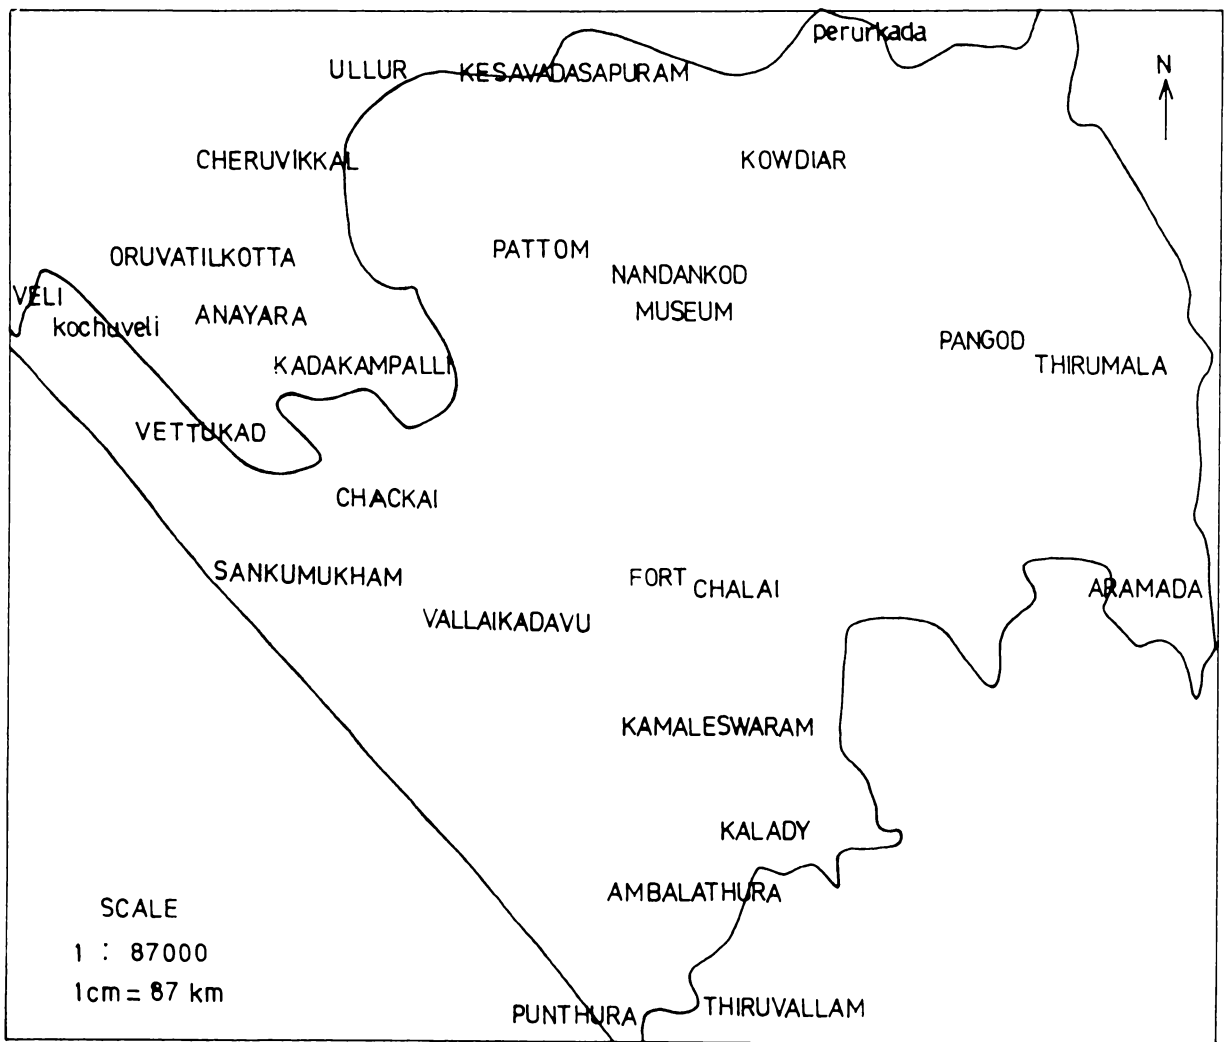 perurkada
ULLUR
KESAVADASAPURAM
N
CHERUVIKKAL
KOWDIAR
ORUVATILKOTTA
PATTOM
NANDANKOD
MUSEUM
VELI
kochuveli
ANAYARA
PANGOD
THIRUMALA
KADAKAMPALLI
VETTUKAD
CHACKAI
SANKUMUKHAM
FORT
CHALAI
ARAMADA
VALLAIKADAVU
KAMALESWARAM
KALADY
AMBALATHURA
SCALE
1 : 87000
1cm = 87 km
PUNTHURA
THIRUVALLAM